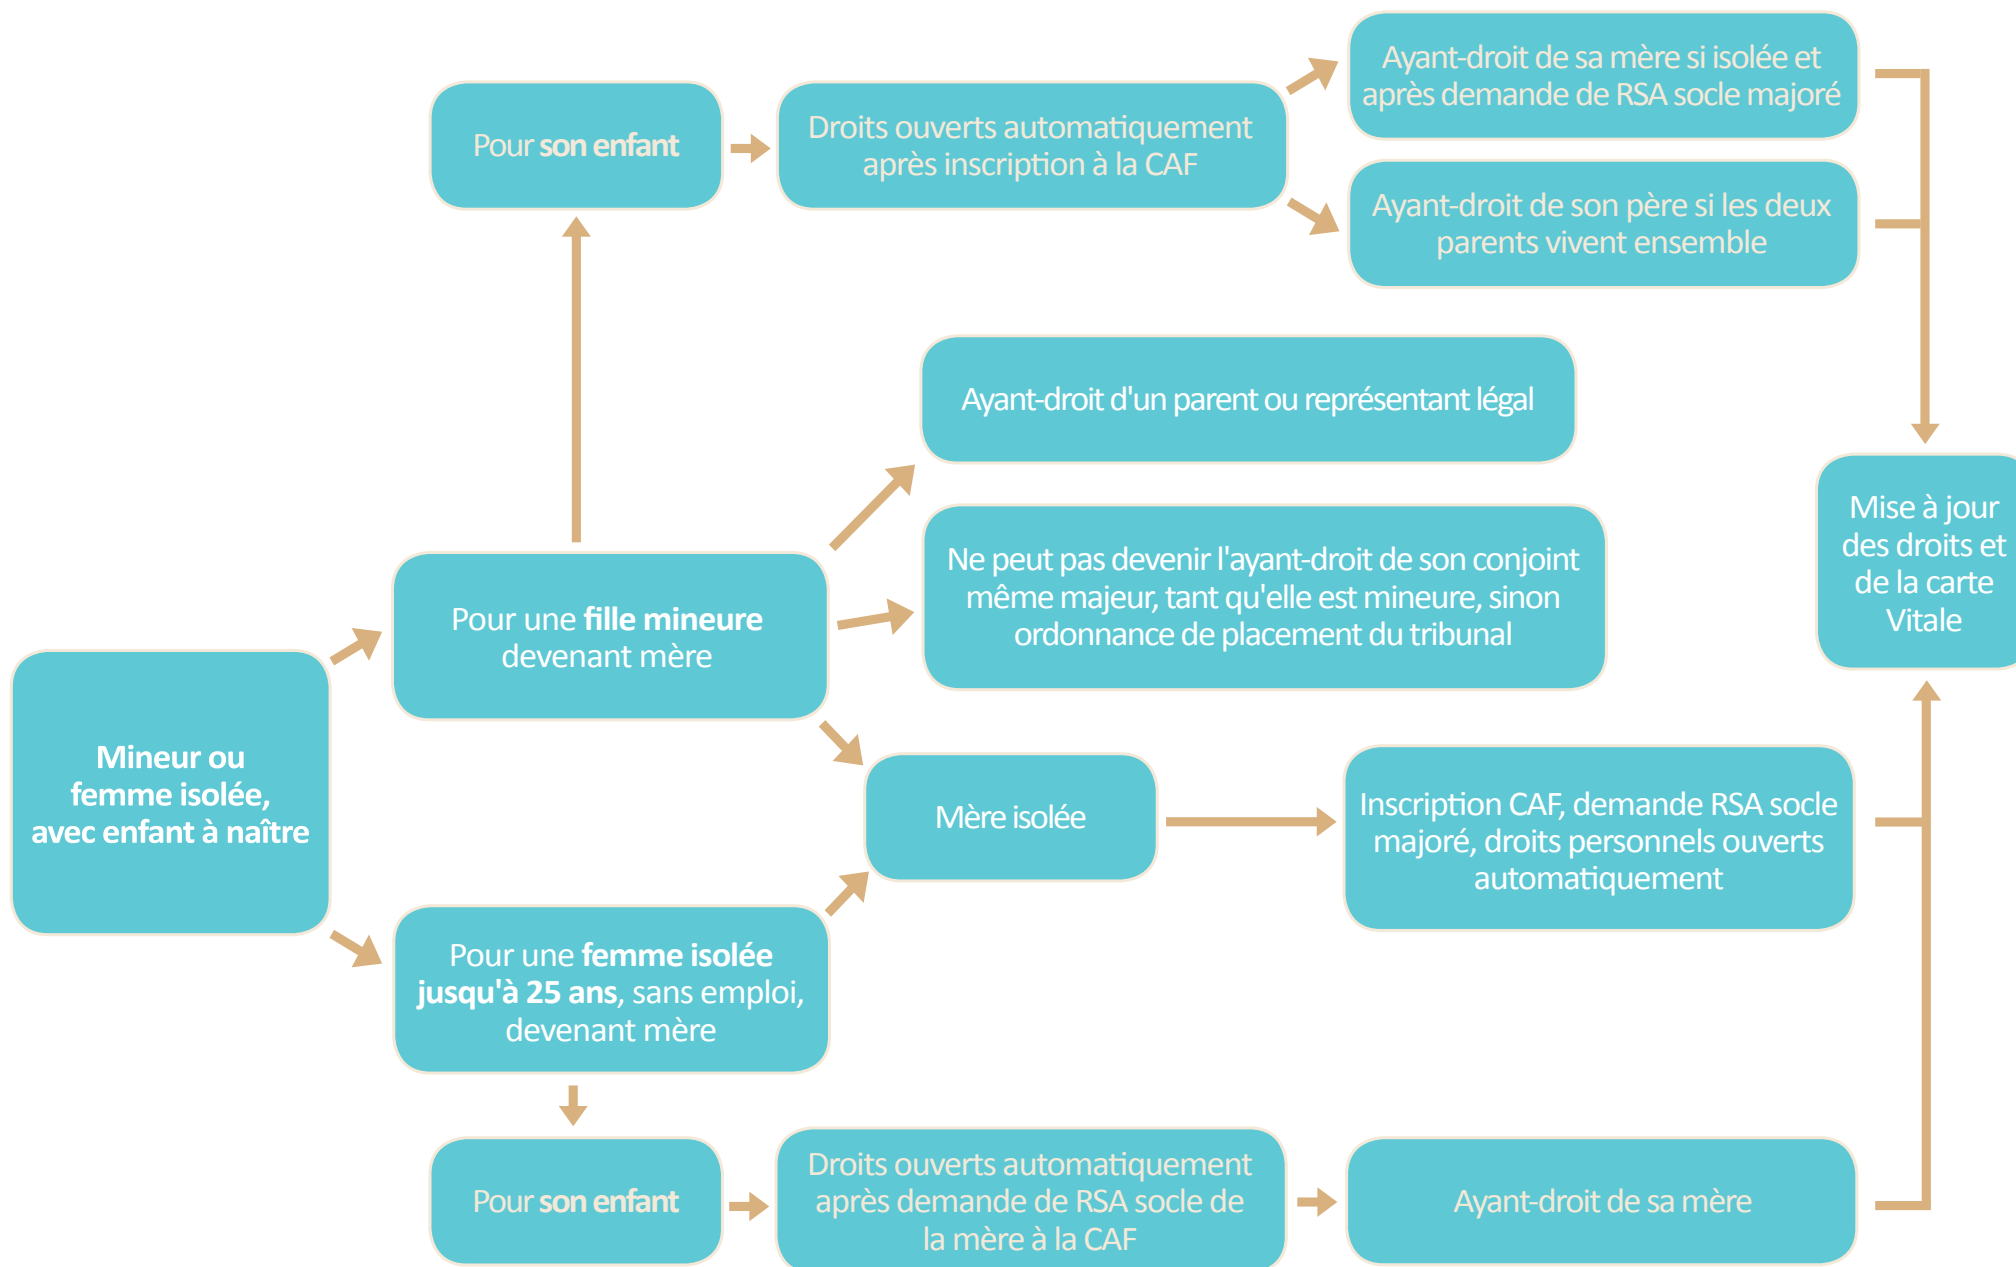 Ayant-droit de sa mère si isolée et
après demande de RSA socle majoré
Pour son enfant
Droits ouverts automatiquement
après inscription à la CAF
Ayant-droit de son père si les deux
parents vivent ensemble
Ayant-droit d'un parent ou représentant légal
Mise à jour
des droits et
de la carte
Vitale
Ne peut pas devenir l'ayant-droit de son conjoint
même majeur, tant qu'elle est mineure, sinon
ordonnance de placement du tribunal
Pour une fille mineure
devenant mère
Mineur ou
femme isolée,
avec enfant à naître
Mère isolée
Inscription CAF, demande RSA socle
majoré, droits personnels ouverts
automatiquement
Pour une femme isolée
jusqu'à 25 ans, sans emploi,
devenant mère
Pour son enfant
Droits ouverts automatiquement
après demande de RSA socle de
la mère à la CAF
Ayant-droit de sa mère